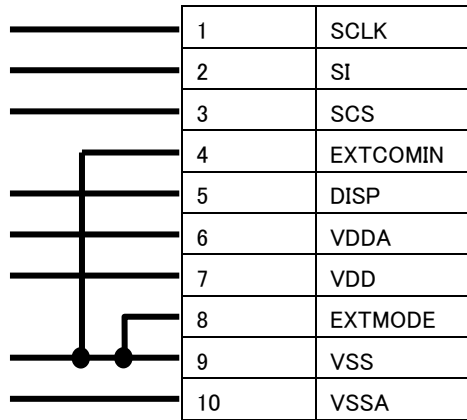 1 SCLK
2 SI
3 SCS
4 EXTCOMIN
5 DISP
6 VDDA
7 VDD
8 EXTMODE
9 VSS
10 VSSA